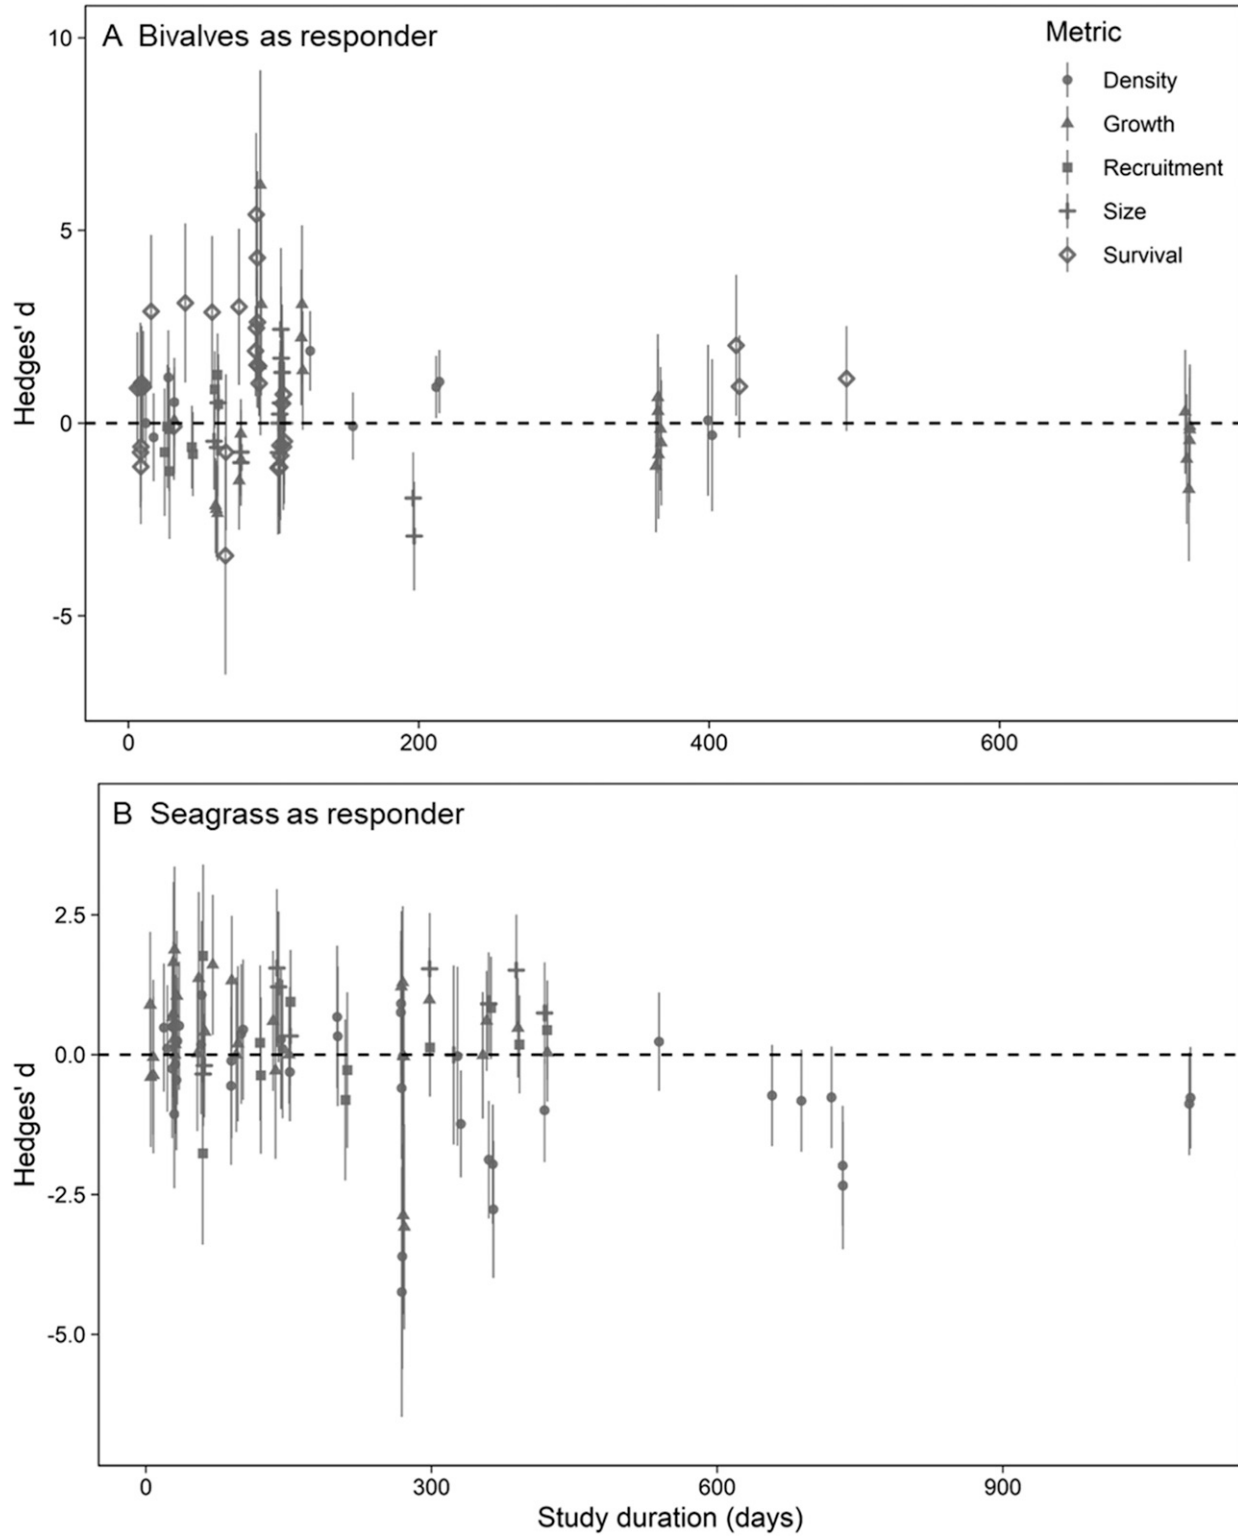 A Bivalves as responder
Metric
Density
Growth
Recruitment
Size
Survival
Hedges' d
10
5
0
-5
0
200
400
600
B Seagrass as responder
Hedges' d
2.5
0.0
-2.5
-5.0
0
300
600
900
Study duration (days)